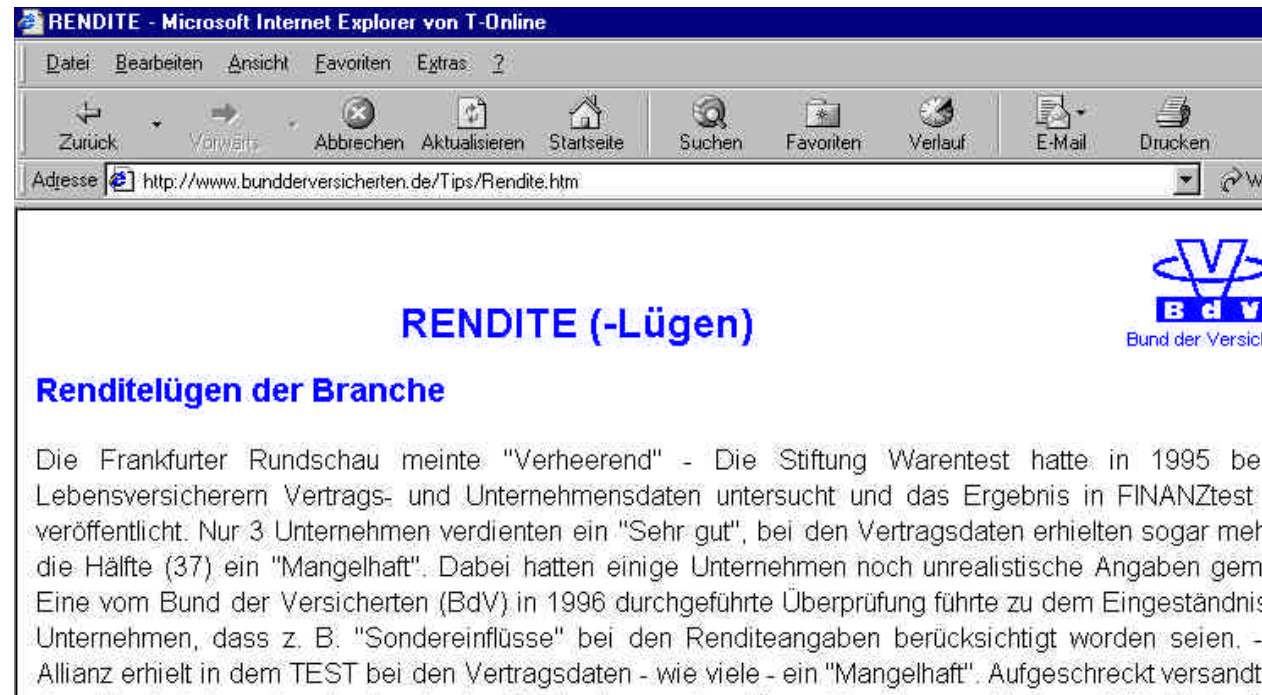 RENDITE - Microsoft Internet Explorer von T-Online
Datei Bearbeiten Ansicht Favoriten Extras ?
Zurück Vorwärts Abbrechen Aktualisieren Startseite Suchen Favoriten Verlauf E-Mail Drucken
Adresse http://www.bundderversicherten.de/Tips/Rendite.htm W
BdV
RENDITE (-Lügen)
Bund der Versich
Renditelügen der Branche
Die Frankfurter Rundschau meinte "Verheerend" - Die Stiftung Warentest hatte in 1995 be
Lebensversicherern Vertrags- und Unternehmensdaten untersucht und das Ergebnis in FINANZtest
veröffentlicht. Nur 3 Unternehmen verdienten ein "Sehr gut", bei den Vertragsdaten erhielten sogar meh
die Hälfte (37) ein "Mangelhaft". Dabei hatten einige Unternehmen noch unrealistische Angaben gem
Eine vom Bund der Versicherten (BdV) in 1996 durchgeführte Überprüfung führte zu dem Eingeständnis
Unternehmen, dass z. B. "Sondereinflüsse" bei den Renditeangaben berücksichtigt worden seien. -
Allianz erhielt in dem TEST bei den Vertragsdaten - wie viele - ein "Mangelhaft". Aufgeschreckt versandt